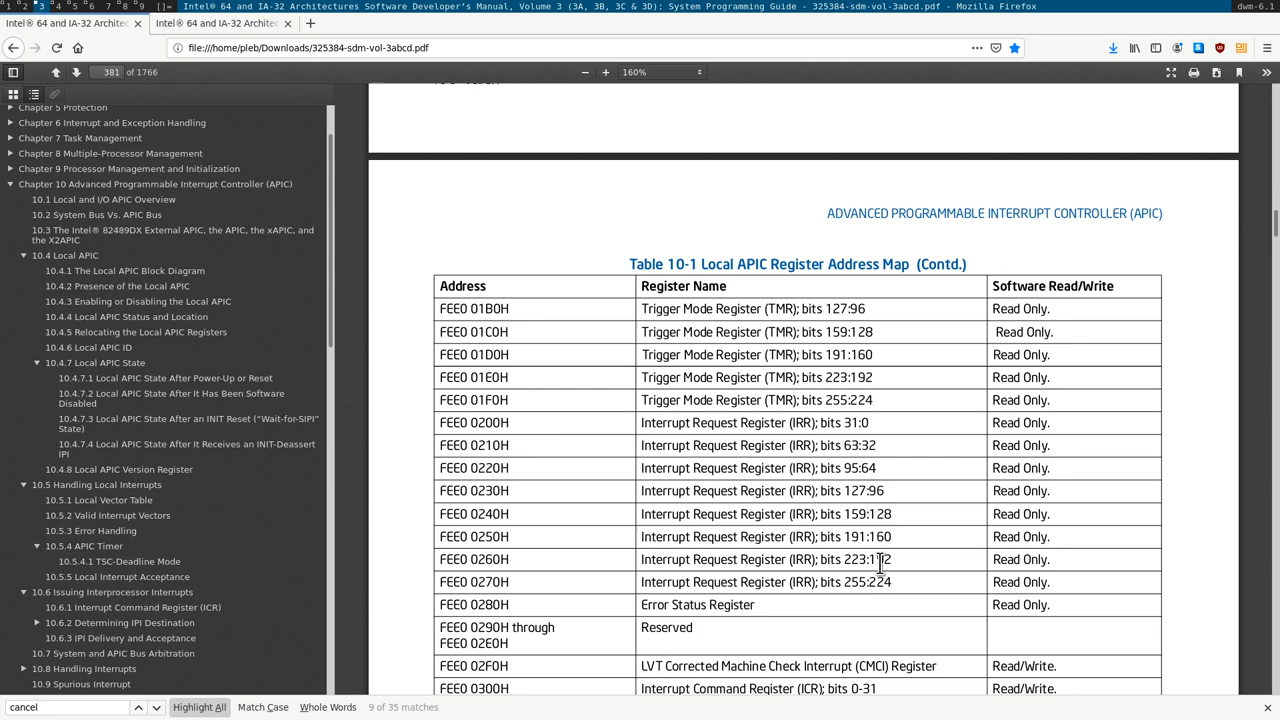 1 2 3 4 5 6 7 8 9 []= Intel® 64 and IA-32 Architectures Software Developer's Manual, Volume 3 (3A, 3B, 3C & 3D): System Programming Guide - 325384-sdm-vol-3abcd.pdf - Mozilla Firefox dwm-6.1
Intel® 64 and IA-32 Architec Intel® 64 and IA-32 Architec
file:///home/pleb/Downloads/325384-sdm-vol-3abcd.pdf
381 of 1766 160%
Chapter 5 Protection
Chapter 6 Interrupt and Exception Handling
Chapter 7 Task Management
Chapter 8 Multiple-Processor Management
Chapter 9 Processor Management and Initialization
Chapter 10 Advanced Programmable Interrupt Controller (APIC)
10.1 Local and I/O APIC Overview
10.2 System Bus Vs. APIC Bus
10.3 The Intel® 82489DX External APIC, the APIC, the xAPIC, and
the X2APIC
10.4 Local APIC
10.4.1 The Local APIC Block Diagram
10.4.2 Presence of the Local APIC
10.4.3 Enabling or Disabling the Local APIC
10.4.4 Local APIC Status and Location
10.4.5 Relocating the Local APIC Registers
10.4.6 Local APIC ID
10.4.7 Local APIC State
10.4.7.1 Local APIC State After Power-Up or Reset
10.4.7.2 Local APIC State After It Has Been Software
Disabled
10.4.7.3 Local APIC State After an INIT Reset (“Wait-for-SIPI”
State)
10.4.7.4 Local APIC State After It Receives an INIT-Deassert
IPI
10.4.8 Local APIC Version Register
10.5 Handling Local Interrupts
10.5.1 Local Vector Table
10.5.2 Valid Interrupt Vectors
10.5.3 Error Handling
10.5.4 APIC Timer
10.5.4.1 TSC-Deadline Mode
10.5.5 Local Interrupt Acceptance
10.6 Issuing Interprocessor Interrupts
10.6.1 Interrupt Command Register (ICR)
10.6.2 Determining IPI Destination
10.6.3 IPI Delivery and Acceptance
10.7 System and APIC Bus Arbitration
10.8 Handling Interrupts
10.9 Spurious Interrupt
ADVANCED PROGRAMMABLE INTERRUPT CONTROLLER (APIC)
Table 10-1 Local APIC Register Address Map (Contd.)
Address Register Name Software Read/Write
FEE0 01B0H Trigger Mode Register (TMR); bits 127:96 Read Only.
FEE0 01C0H Trigger Mode Register (TMR); bits 159:128 Read Only.
FEE0 01D0H Trigger Mode Register (TMR); bits 191:160 Read Only.
FEE0 01E0H Trigger Mode Register (TMR); bits 223:192 Read Only.
FEE0 01F0H Trigger Mode Register (TMR); bits 255:224 Read Only.
FEE0 0200H Interrupt Request Register (IRR); bits 31:0 Read Only.
FEE0 0210H Interrupt Request Register (IRR); bits 63:32 Read Only.
FEE0 0220H Interrupt Request Register (IRR); bits 95:64 Read Only.
FEE0 0230H Interrupt Request Register (IRR); bits 127:96 Read Only.
FEE0 0240H Interrupt Request Register (IRR); bits 159:128 Read Only.
FEE0 0250H Interrupt Request Register (IRR); bits 191:160 Read Only.
FEE0 0260H Interrupt Request Register (IRR); bits 223:192 Read Only.
FEE0 0270H Interrupt Request Register (IRR); bits 255:224 Read Only.
FEE0 0280H Error Status Register Read Only.
FEE0 0290H through Reserved
FEE0 02E0H
FEE0 02F0H LVT Corrected Machine Check Interrupt (CMCI) Register Read/Write.
FEE0 0300H Interrupt Command Register (ICR); bits 0-31 Read/Write.
cancel Highlight All Match Case Whole Words 9 of 35 matches